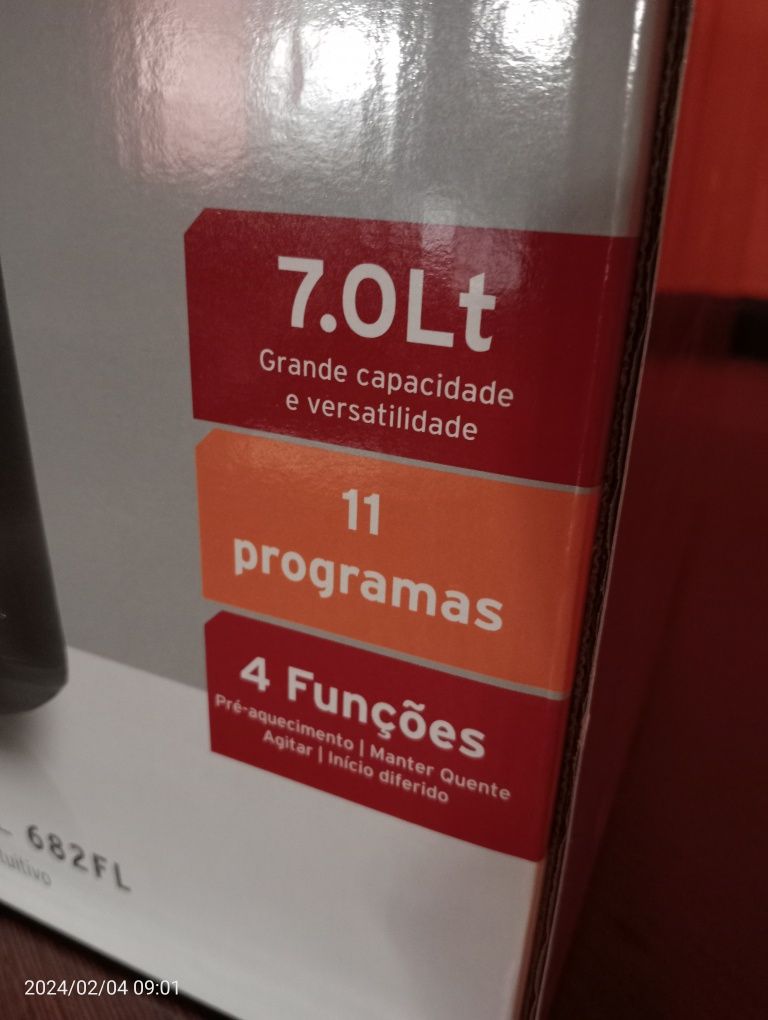 7.0Lt
Grande capacidade
e versatilidade
11
programas
4 Funções
Pré-aquecimento | Manter Quente
Agitar | Início diferido
682FL
2024/02/04 09:01